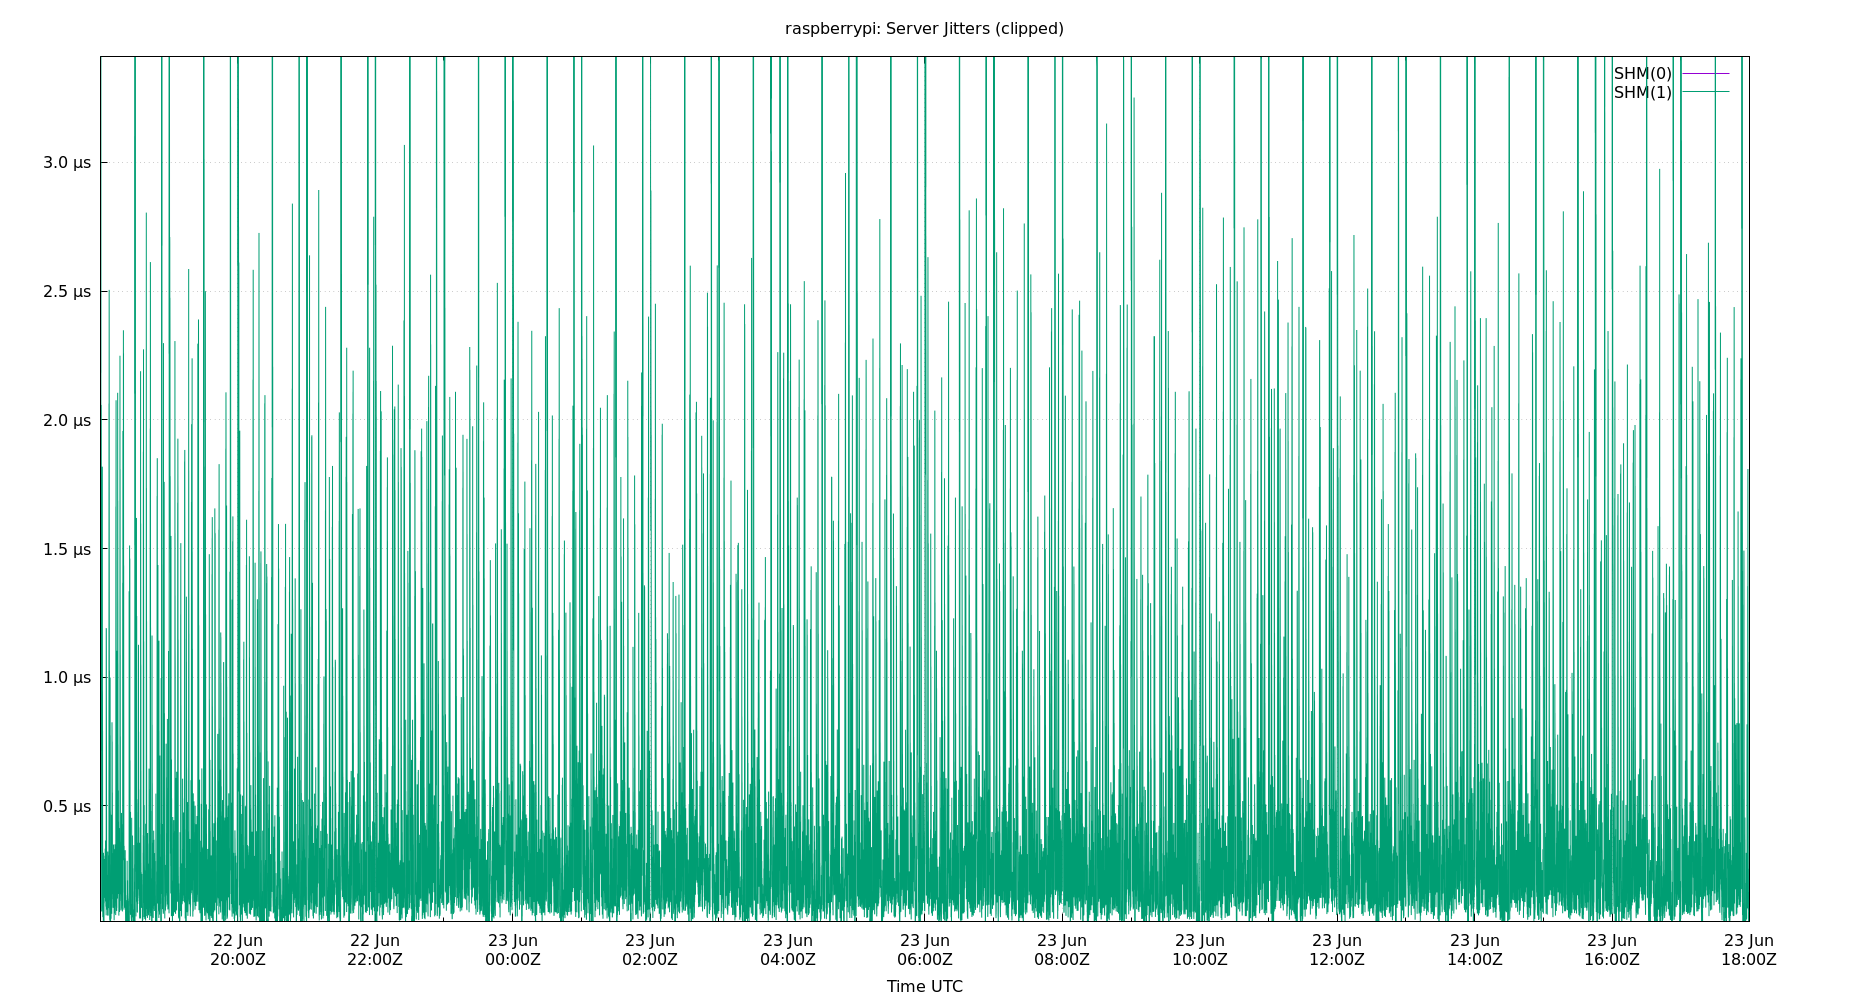 raspberrypi: Server Jitters (clipped)
SHM(0)
SHM(1)
3.0 µs
2.5 µs
2.0 µs
1.5 µs
1.0 µs
0.5 µs
22 Jun 22 Jun 23 Jun 23 Jun 23 Jun 23 Jun 23 Jun 23 Jun 23 Jun 23 Jun 23 Jun 23 Jun
20:00Z 22:00Z 00:00Z 02:00Z 04:00Z 06:00Z 08:00Z 10:00Z 12:00Z 14:00Z 16:00Z 18:00Z
Time UTC